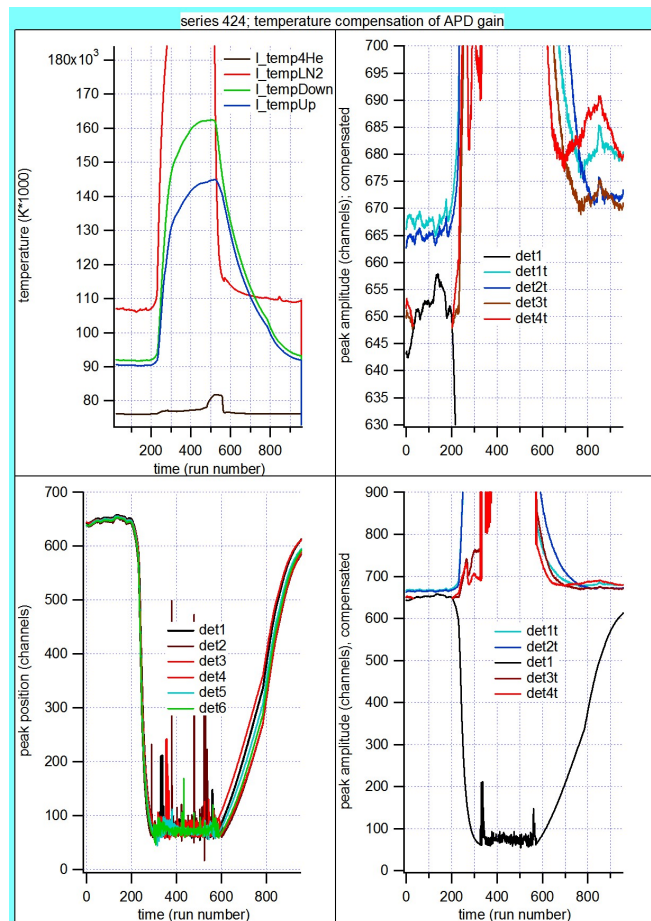 series 424; temperature compensation of APD gain
180x10³
160
140
120
100
80
temperature (K*1000)
200 400 600 800
time (run number)
I_temp4He
I_tempLN2
I_tempDown
I_tempUp
700
695
690
685
680
675
670
665
660
655
650
645
640
635
630
peak amplitude (channels); compensated
0 200 400 600 800
time (run number)
det1
det1t
det2t
det3t
det4t
700
600
500
400
300
200
100
0
peak position (channels)
0 200 400 600 800
time (run number)
det1
det2
det3
det4
det5
det6
900
800
700
600
500
400
300
200
100
0
peak amplitude (channels), compensated
0 200 400 600 800
time (run number)
det1t
det2t
det1
det3t
det4t